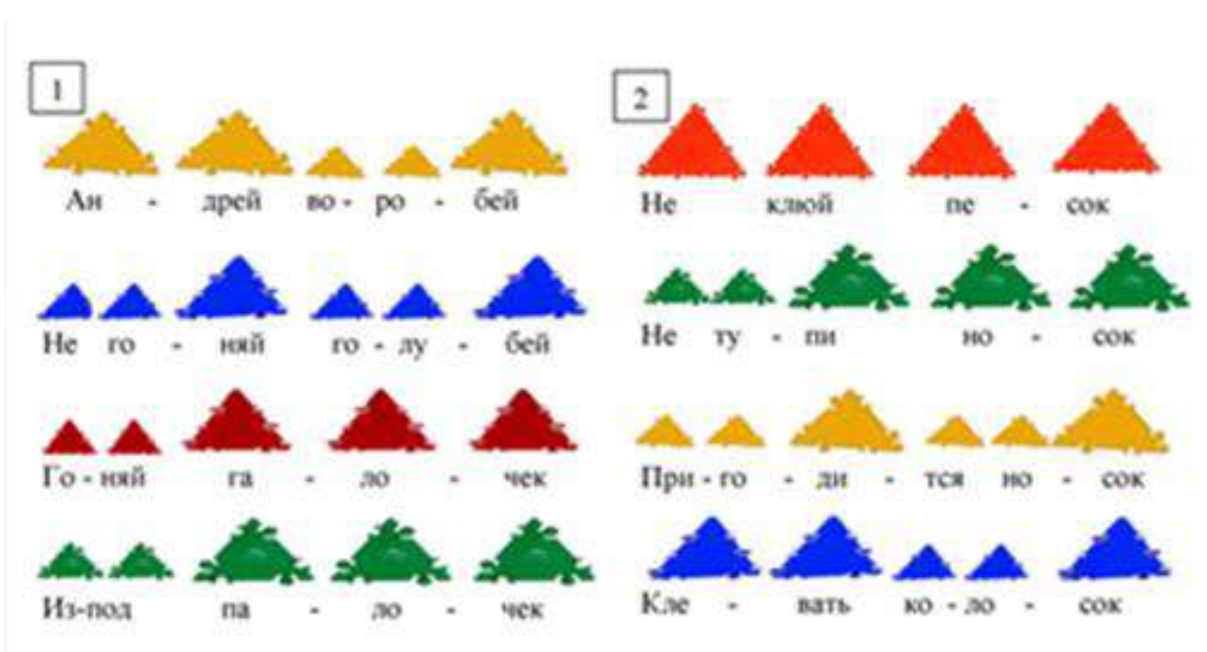 1
Ан - дрей во - ро - бей
Не го - няй го - лу - бей
Го - няй га - ло - чек
Из-под па - ло - чек
2
Не клюй пе - сок
Не ту - пи но - сок
При - го - ди - тся но - сок
Кле - вать ко - ло - сок